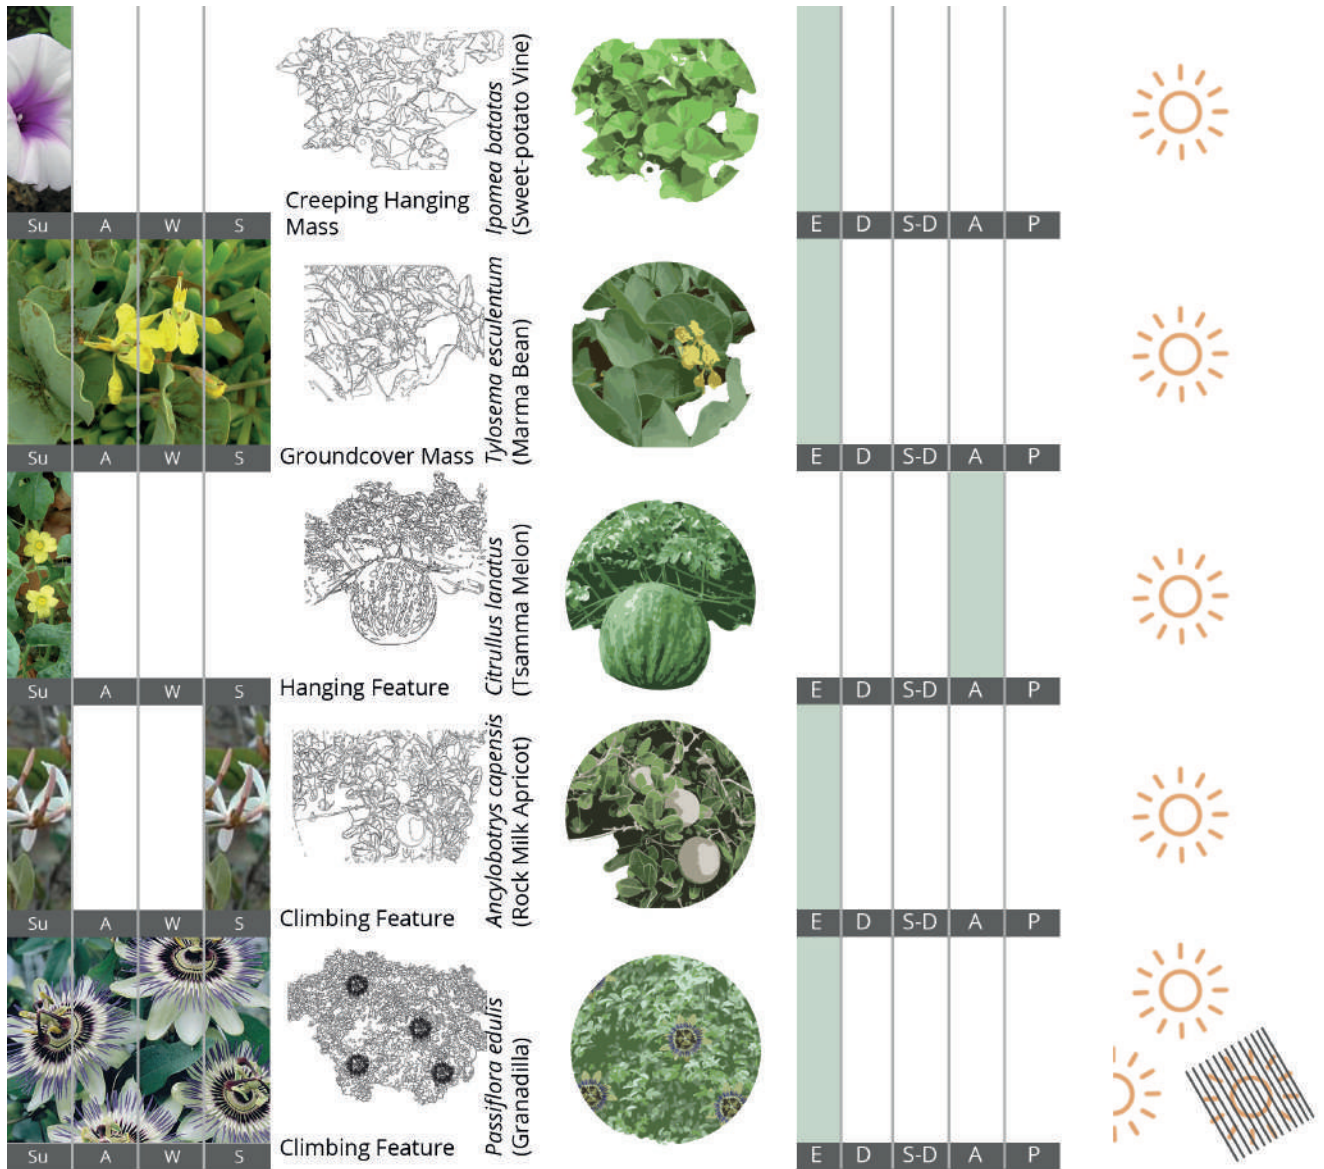 Ipomea batatas
(Sweet-potato Vine)
Creeping Hanging
Mass
Su A W S
E D S-D A P
Tylosema esculentum
(Marma Bean)
Groundcover Mass
Su A W S
E D S-D A P
Citrullus lanatus
(Tsamma Melon)
Hanging Feature
Su A W S
E D S-D A P
Ancylobotrys capensis
(Rock Milk Apricot)
Climbing Feature
Su A W S
E D S-D A P
Passiflora edulis
(Granadilla)
Climbing Feature
Su A W S
E D S-D A P